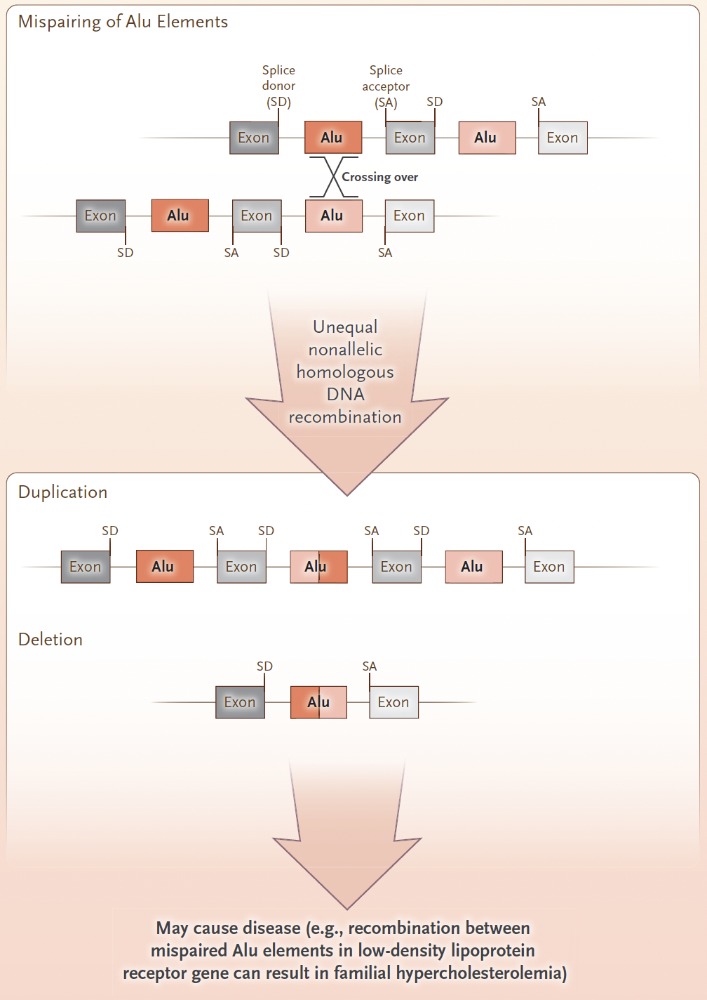 Mispairing of Alu Elements
Splice donor (SD)
Splice acceptor (SA)
SD
SA
Exon
Alu
Exon
Alu
Exon
Crossing over
Exon
Alu
Exon
Alu
Exon
SD
SA
SD
SA
Unequal
nonallelic
homologous
DNA
recombination
Duplication
SD
SA
SD
SA
SD
SA
Exon
Alu
Exon
Alu
Exon
Alu
Exon
Deletion
SD
SA
Exon
Alu
Exon
May cause disease (e.g., recombination between
mispaired Alu elements in low-density lipoprotein
receptor gene can result in familial hypercholesterolemia)